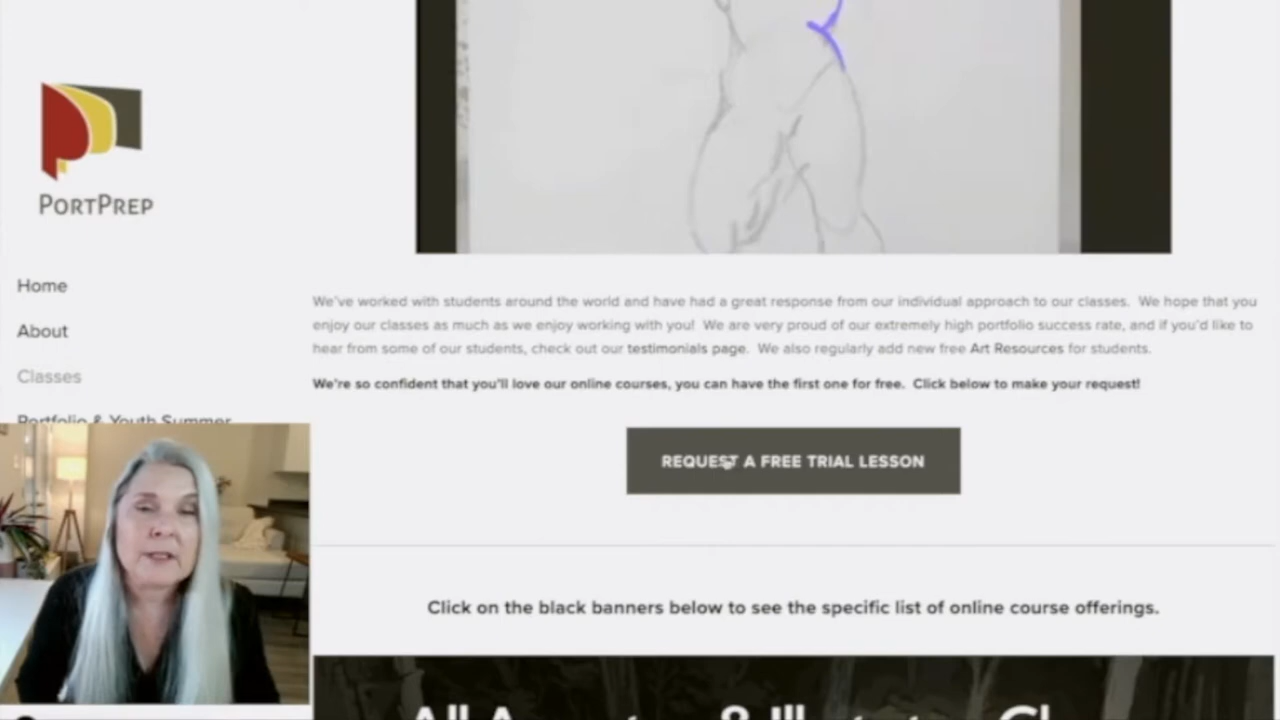 PORTPREP
Home
About
Classes
Portfolio & Youth Summer
We've worked with students around the world and have had a great response from our individual approach to our classes. We hope that you
enjoy our classes as much as we enjoy working with you! We are very proud of our extremely high portfolio success rate, and if you'd like to
hear from some of our students, check out our testimonials page. We also regularly add new free Art Resources for students.
We're so confident that you'll love our online courses, you can have the first one for free. Click below to make your request!
REQUEST A FREE TRIAL LESSON
Click on the black banners below to see the specific list of online course offerings.